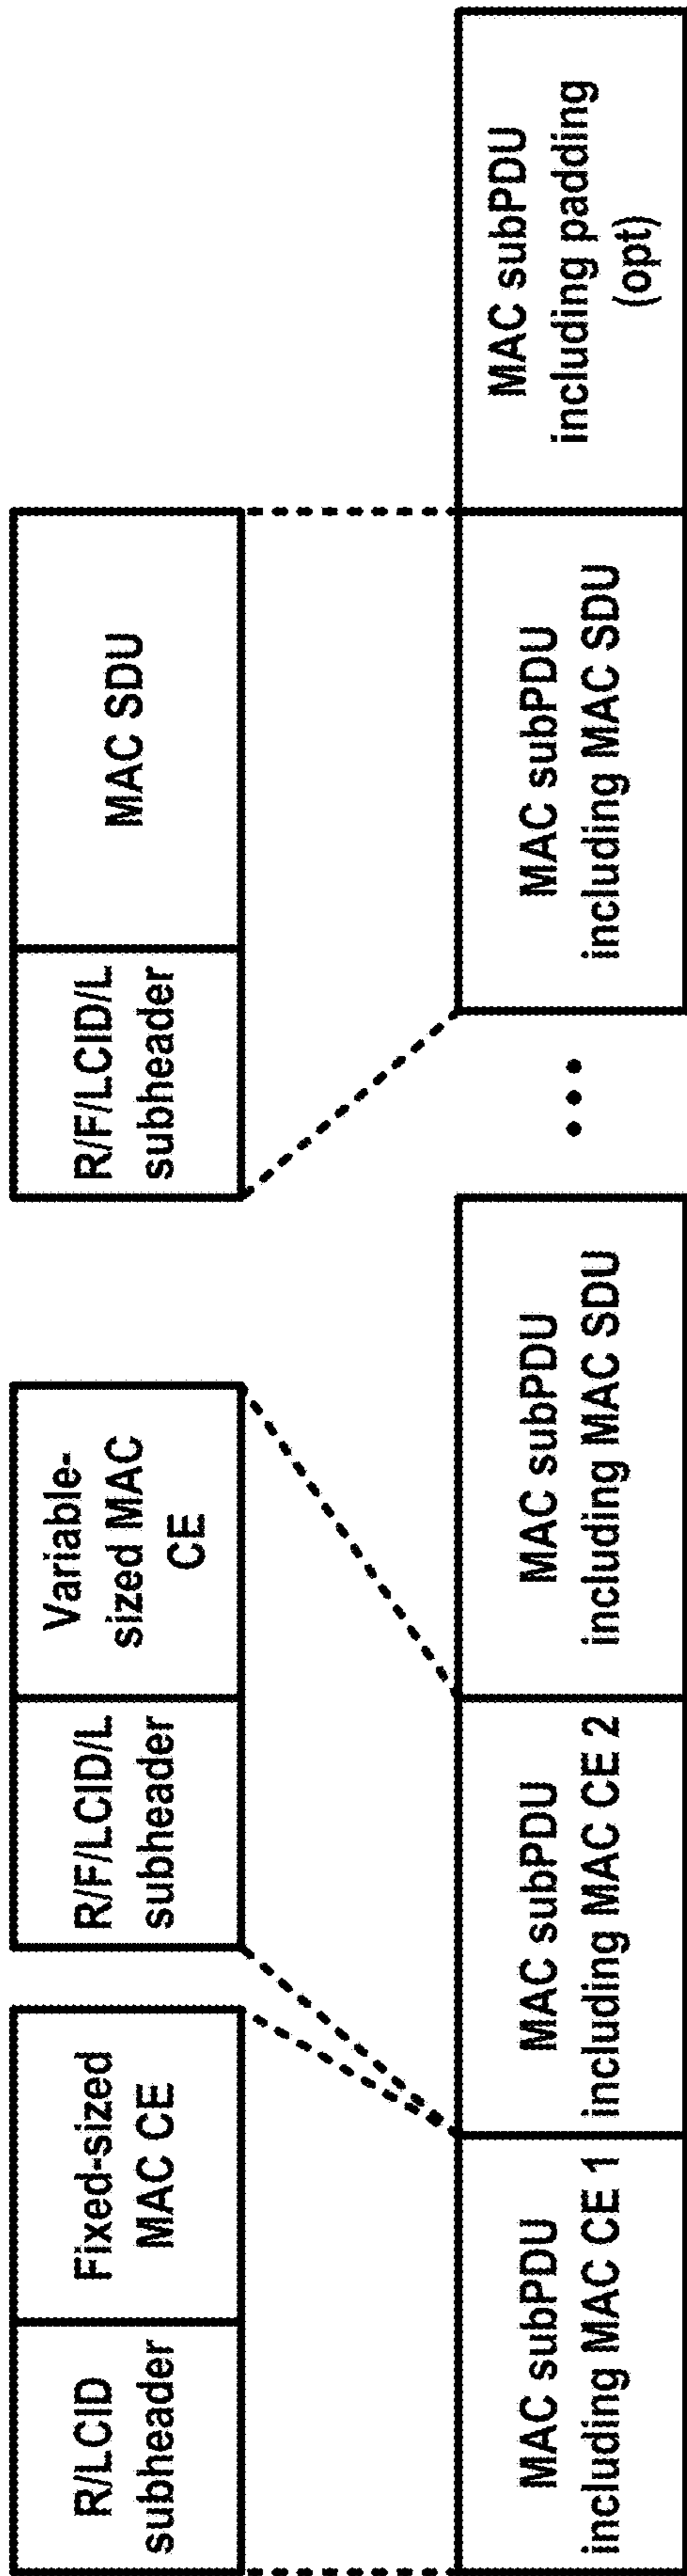 R/LCID
subheader
Fixed-sized
MAC CE
R/F/LCID/L
subheader
Variable-
sized MAC
CE
R/F/LCID/L
subheader
MAC SDU
MAC subPDU
including MAC CE 1
MAC subPDU
including MAC CE 2
MAC subPDU
including MAC SDU
•••
MAC subPDU
including MAC SDU
MAC subPDU
including padding
(opt)